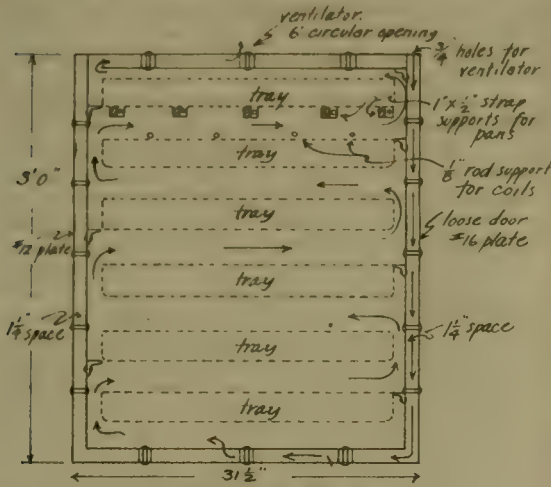 ventilator.
6" circular opening
3/4" holes for
ventilator
tray
1" x 1/2" strap
supports for
pans
tray
1/8" rod support
for coils
3'0"
tray
loose door
#16 plate
#12 plate
tray
1 1/4" space
1 1/4" space
tray
tray
31 1/2"